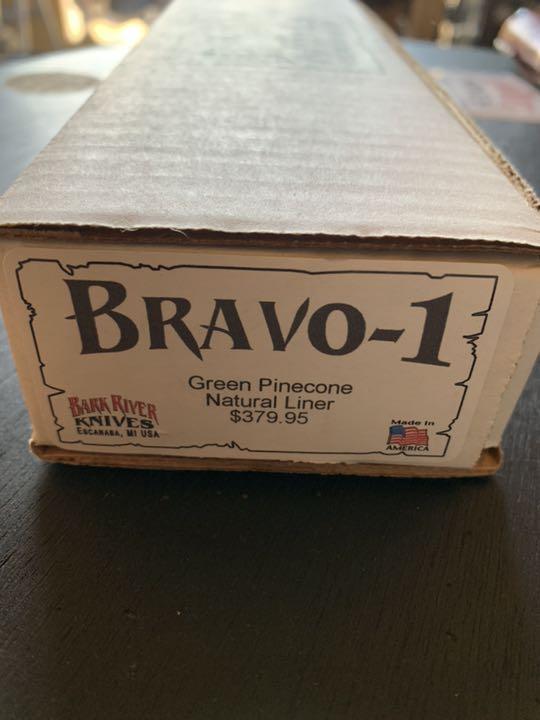 BRAVO-1
Green Pinecone
Natural Liner
$379.95
BARK RIVER
KNIVES
ESCANABA, MI USA
Made In
AMERICA